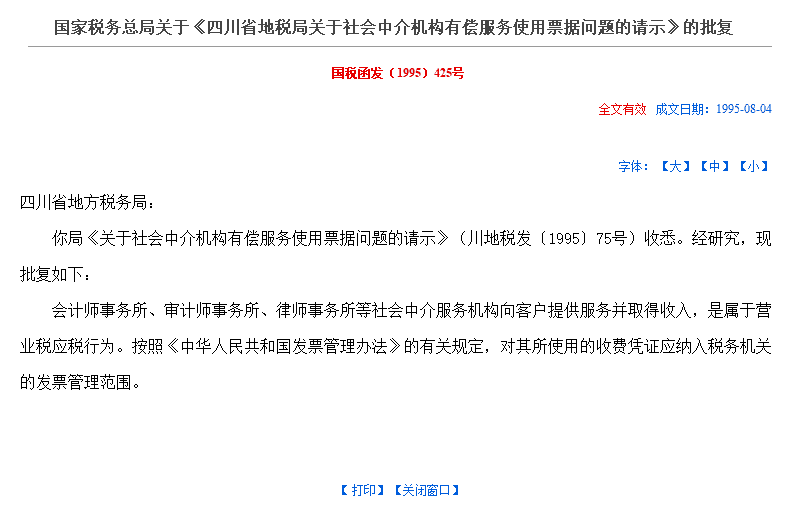 国家税务总局关于《四川省地税局关于社会中介机构有偿服务使用票据问题的请示》的批复
国税函发（1995）425号
全文有效 成文日期：1995-08-04
字体：【大】【中】【小】
四川省地方税务局：
你局《关于社会中介机构有偿服务使用票据问题的请示》（川地税发〔1995〕75号）收悉。经研究，现
批复如下：
会计师事务所、审计师事务所、律师事务所等社会中介服务机构向客户提供服务并取得收入，是属于营
业税应税行为。按照《中华人民共和国发票管理办法》的有关规定，对其所使用的收费凭证应纳入税务机关
的发票管理范围。
【 打印】【关闭窗口】